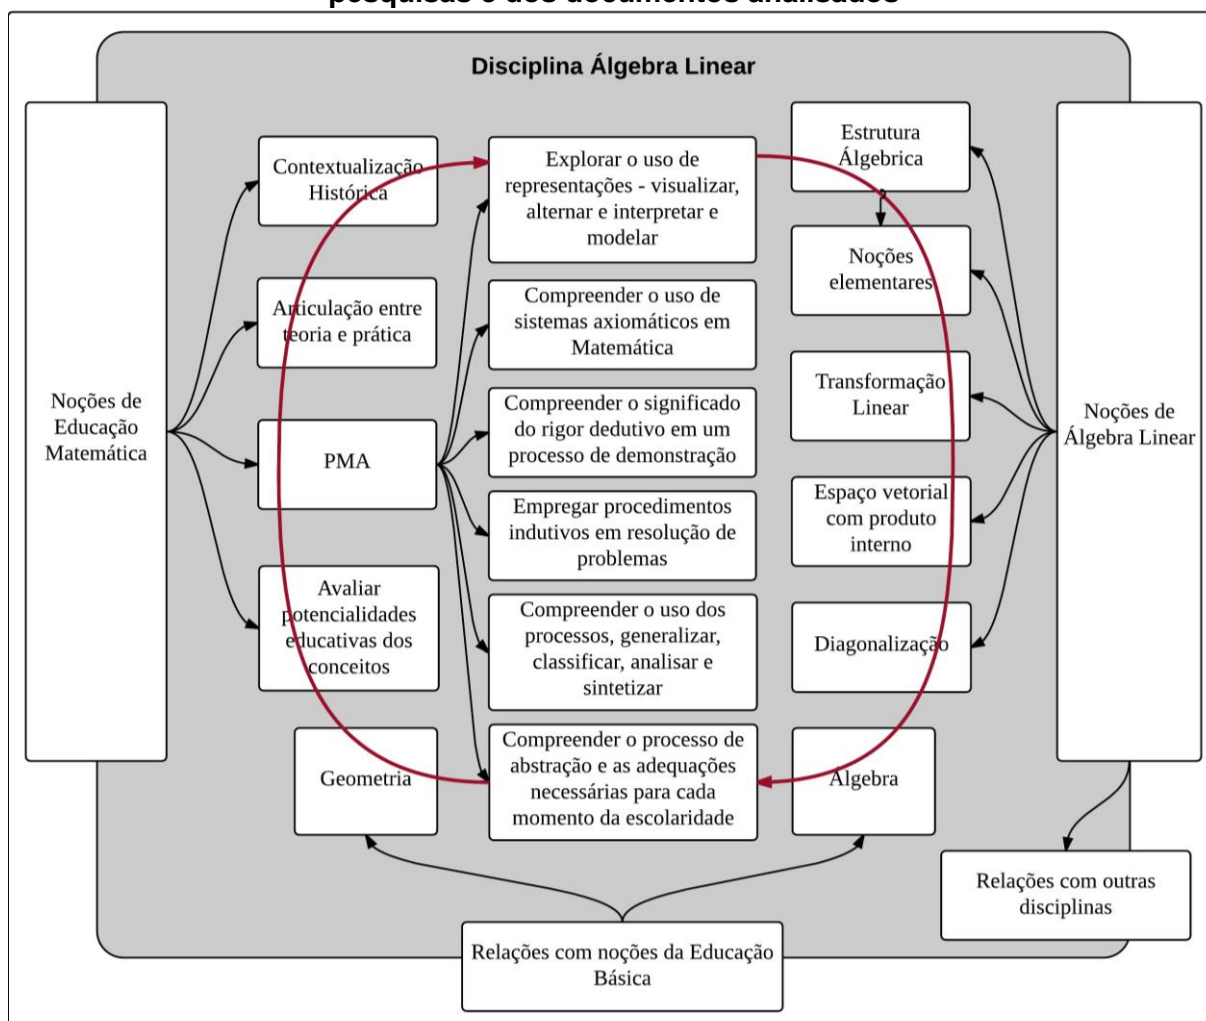 pesquisas e dos documentos analisados
Disciplina Álgebra Linear
Noções de
Educação
Matemática
Contextualização
Histórica
Articulação entre
teoria e prática
PMA
Avaliar
potencialidades
educativas dos
conceitos
Geometria
Explorar o uso de
representações - visualizar,
alternar e interpretar e
modelar
Compreender o uso de
sistemas axiomáticos em
Matemática
Compreender o significado
do rigor dedutivo em um
processo de demonstração
Empregar procedimentos
indutivos em resolução de
problemas
Compreender o uso dos
processos, generalizar,
classificar, analisar e
sintetizar
Compreender o processo de
abstração e as adequações
necessárias para cada
momento da escolaridade
Estrutura
Álgebrica
Noções
elementares
Transformação
Linear
Espaço vetorial
com produto
interno
Diagonalização
Álgebra
Noções de
Álgebra Linear
Relações com outras
disciplinas
Relações com noções da Educação
Básica